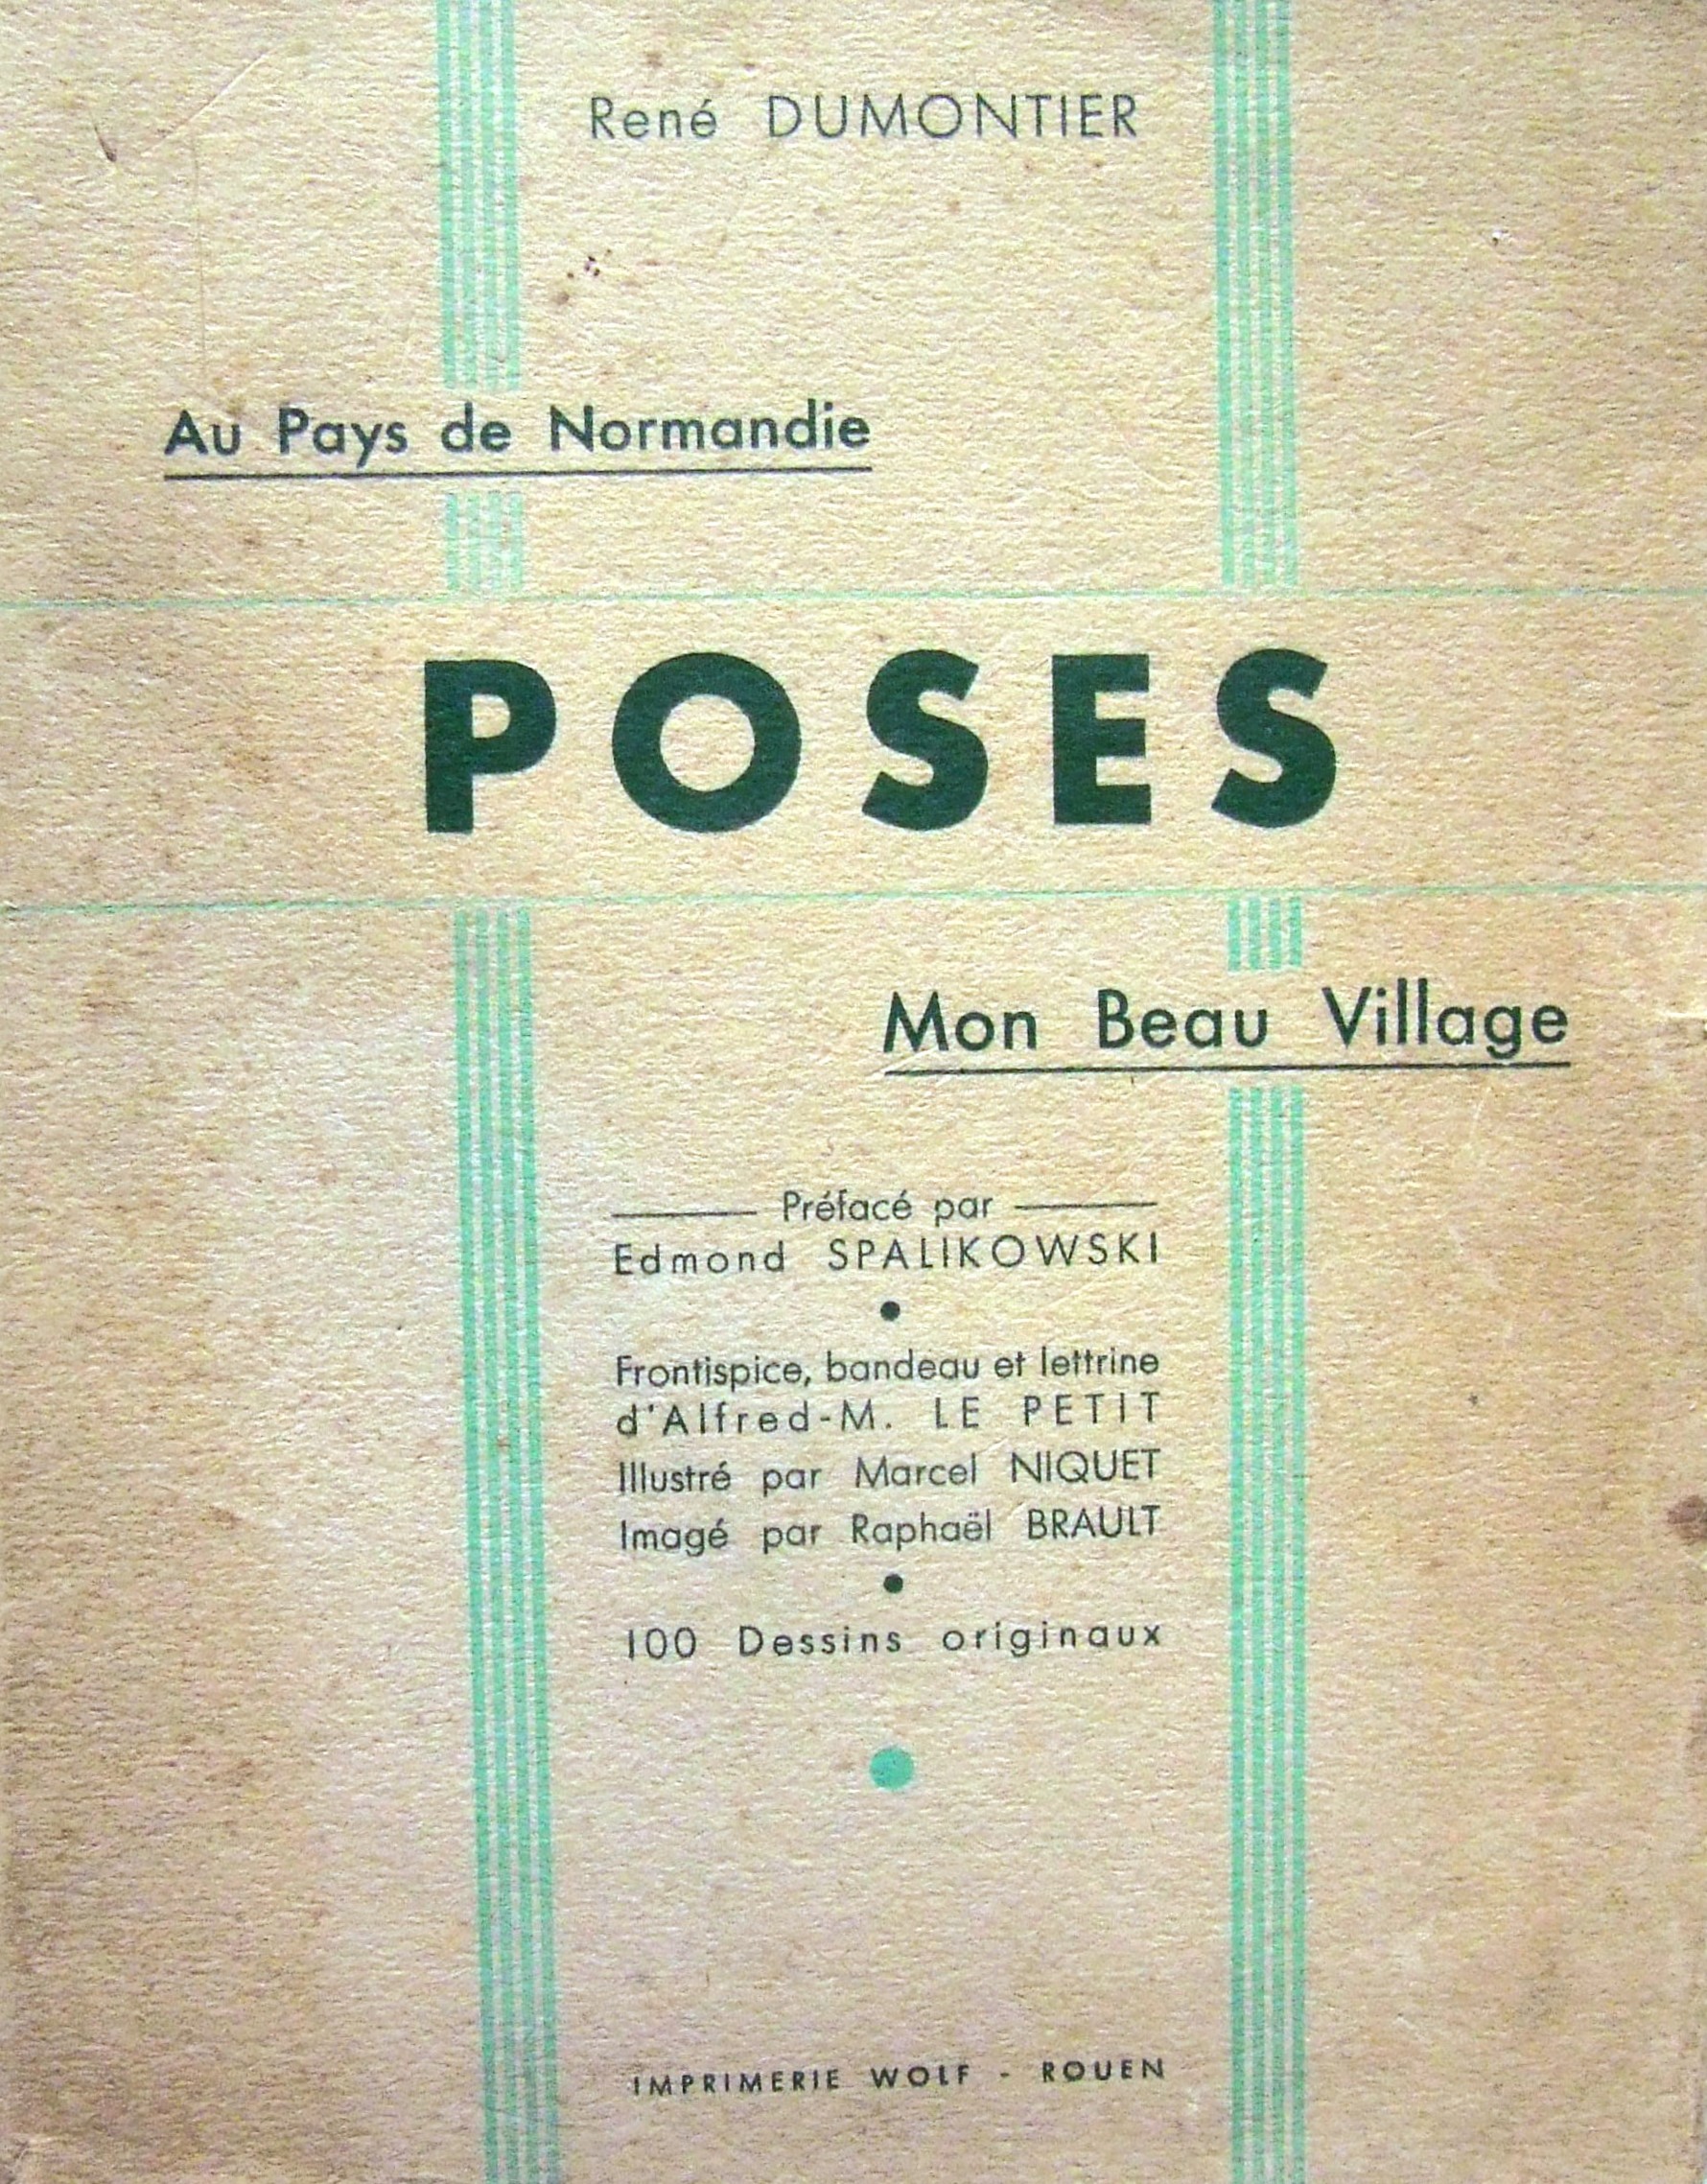 René DUMONTIER
Au Pays de Normandie
POSES
Mon Beau Village
Préfacé par
Edmond SPALIKOWSKI
Frontispice, bandeau et lettrine
d'Alfred-M. LE PETIT
Illustré par Marcel NIQUET
Imagé par Raphaël BRAULT
100 Dessins originaux
IMPRIMERIE WOLF - ROUEN